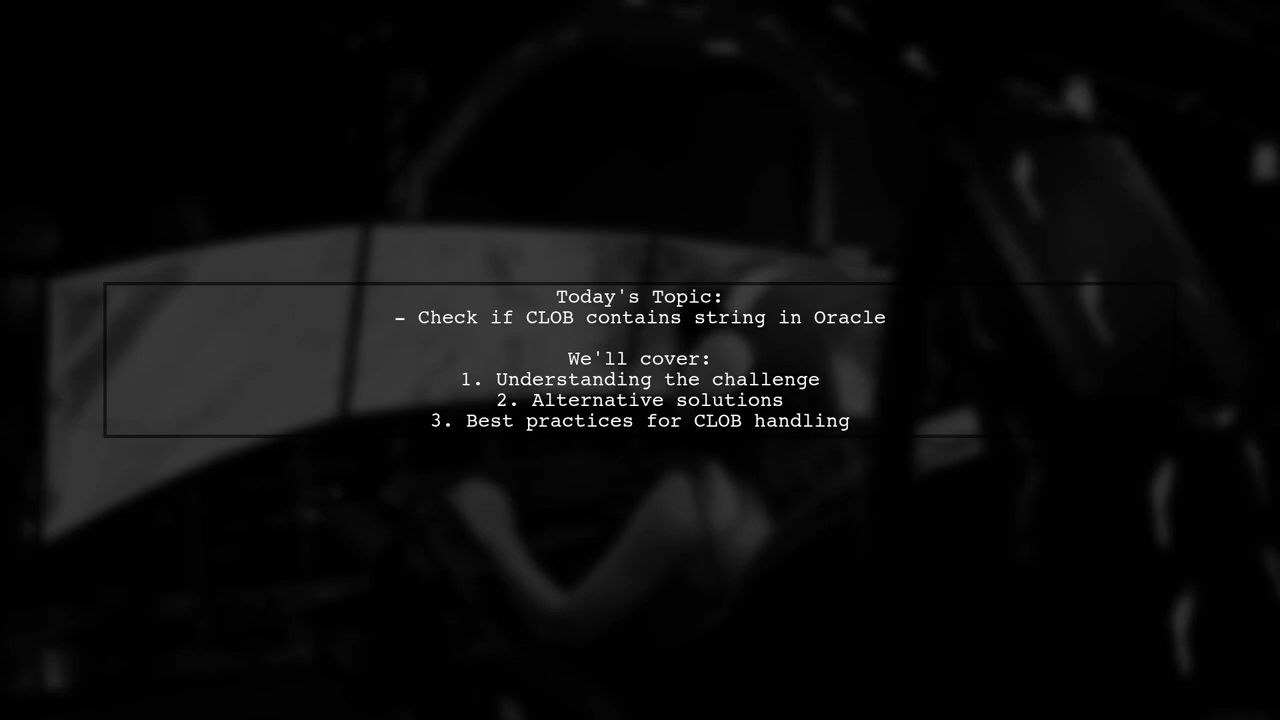 Today's Topic:
- Check if CLOB contains string in Oracle
We'll cover:
1. Understanding the challenge
2. Alternative solutions
3. Best practices for CLOB handling